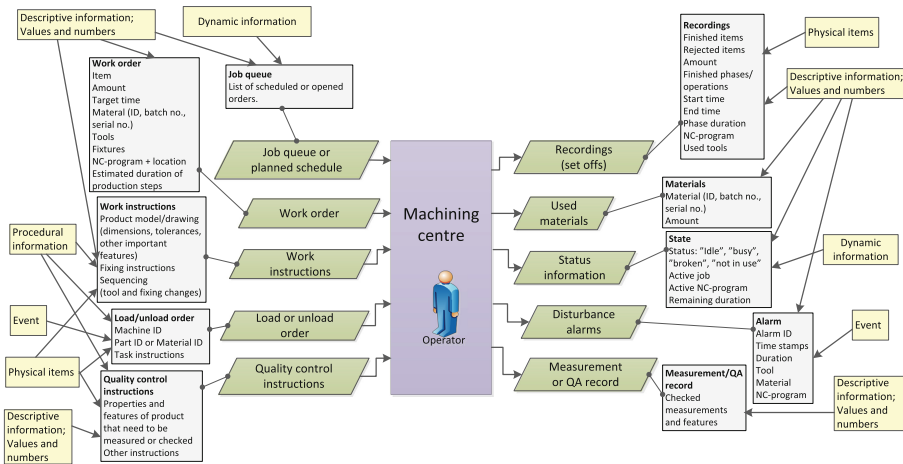 Descriptive information;
Values and numbers
Dynamic information
Work order
Item
Amount
Target time
Materal (ID, batch no.,
serial no.)
Tools
Fixtures
NC-program + location
Estimated duration of
production steps
Job queue
List of scheduled or opened
orders.
Work instructions
Product model/drawing
(dimensions, tolerances,
other important
features)
Fixing instructions
Sequencing
(tool and fixing changes)
Procedural
information
Event
Load/unload order
Machine ID
Part ID or Material ID
Task instructions
Physical items
Quality control
instructions
Properties and
features of product
that need to be
measured or checked
Other instructions
Descriptive
information;
Values and
numbers
Job queue or
planned schedule
Work order
Work
instructions
Load or unload
order
Quality control
instructions
Machining
centre
Operator
Recordings
(set offs)
Used
materials
Status
information
Disturbance
alarms
Measurement
or QA record
Recordings
Finished items
Rejected items
Amount
Finished phases/
operations
Start time
End time
Phase duration
NC-program
Used tools
Physical items
Descriptive information;
Values and numbers
Materials
Material (ID, batch no.,
serial no.)
Amount
State
Status: "Idle", "busy",
"broken", "not in use"
Active job
Active NC-program
Remaining duration
Dynamic
information
Alarm
Alarm ID
Time stamps
Duration
Tool
Material
NC-program
Event
Measurement/QA
record
Checked
measurements
and features
Descriptive
information;
Values and
numbers